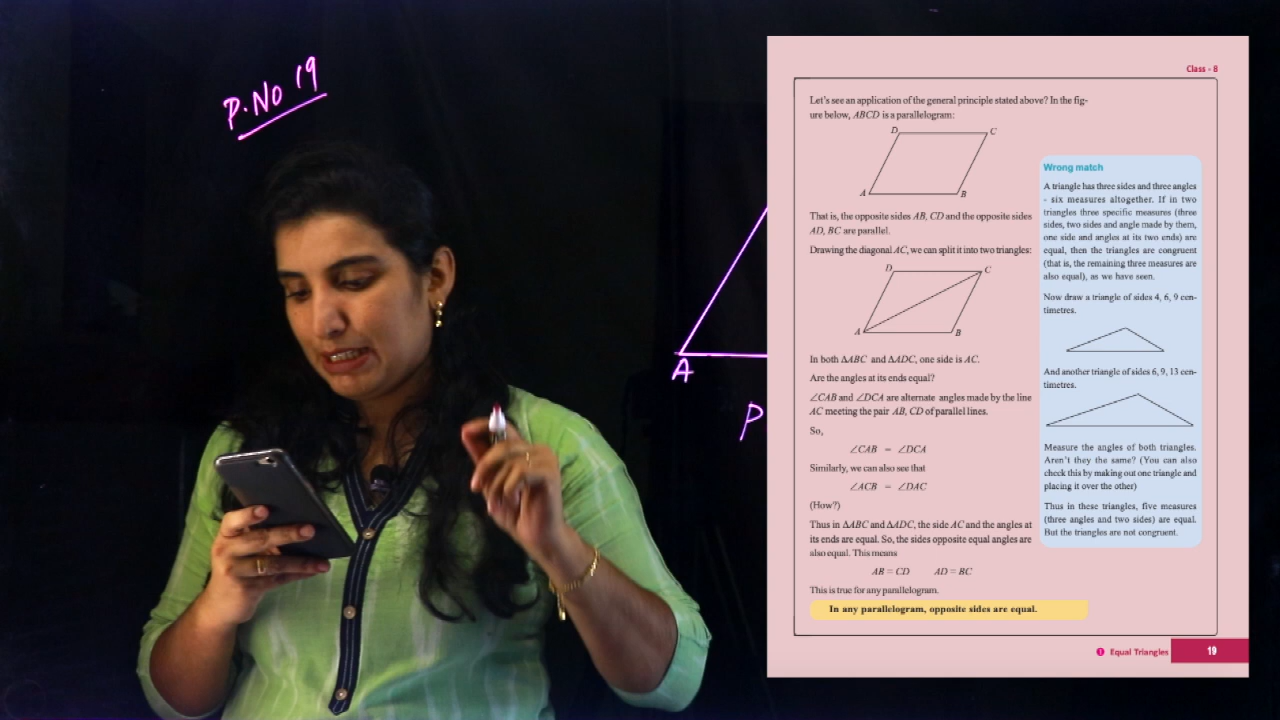 P.No 19
A
P
Class - 8
Let's see an application of the general principle stated above? In the fig-
ure below, ABCD is a parallelogram:
D
C
A
B
That is, the opposite sides AB, CD and the opposite sides
AD, BC are parallel.
Drawing the diagonal AC, we can split it into two triangles:
D
C
A
B
In both ΔABC and ΔADC, one side is AC.
Are the angles at its ends equal?
∠CAB and ∠DCA are alternate angles made by the line
AC meeting the pair AB, CD of parallel lines.
So,
∠CAB = ∠DCA
Similarly, we can also see that
∠ACB = ∠DAC
(How?)
Thus in ΔABC and ΔADC, the side AC and the angles at
its ends are equal. So, the sides opposite equal angles are
also equal. This means
AB = CD AD = BC
This is true for any parallelogram.
In any parallelogram, opposite sides are equal.
Wrong match
A triangle has three sides and three angles
- six measures altogether. If in two
triangles three specific measures (three
sides, two sides and angle made by them,
one side and angles at its two ends) are
equal, then the triangles are congruent
(that is, the remaining three measures are
also equal), as we have seen.
Now draw a triangle of sides 4, 6, 9 cen-
timetres.
And another triangle of sides 6, 9, 13 cen-
timetres.
Measure the angles of both triangles.
Aren't they the same? (You can also
check this by making out one triangle and
placing it over the other)
Thus in these triangles, five measures
(three angles and two sides) are equal.
But the triangles are not congruent.
1 Equal Triangles
19